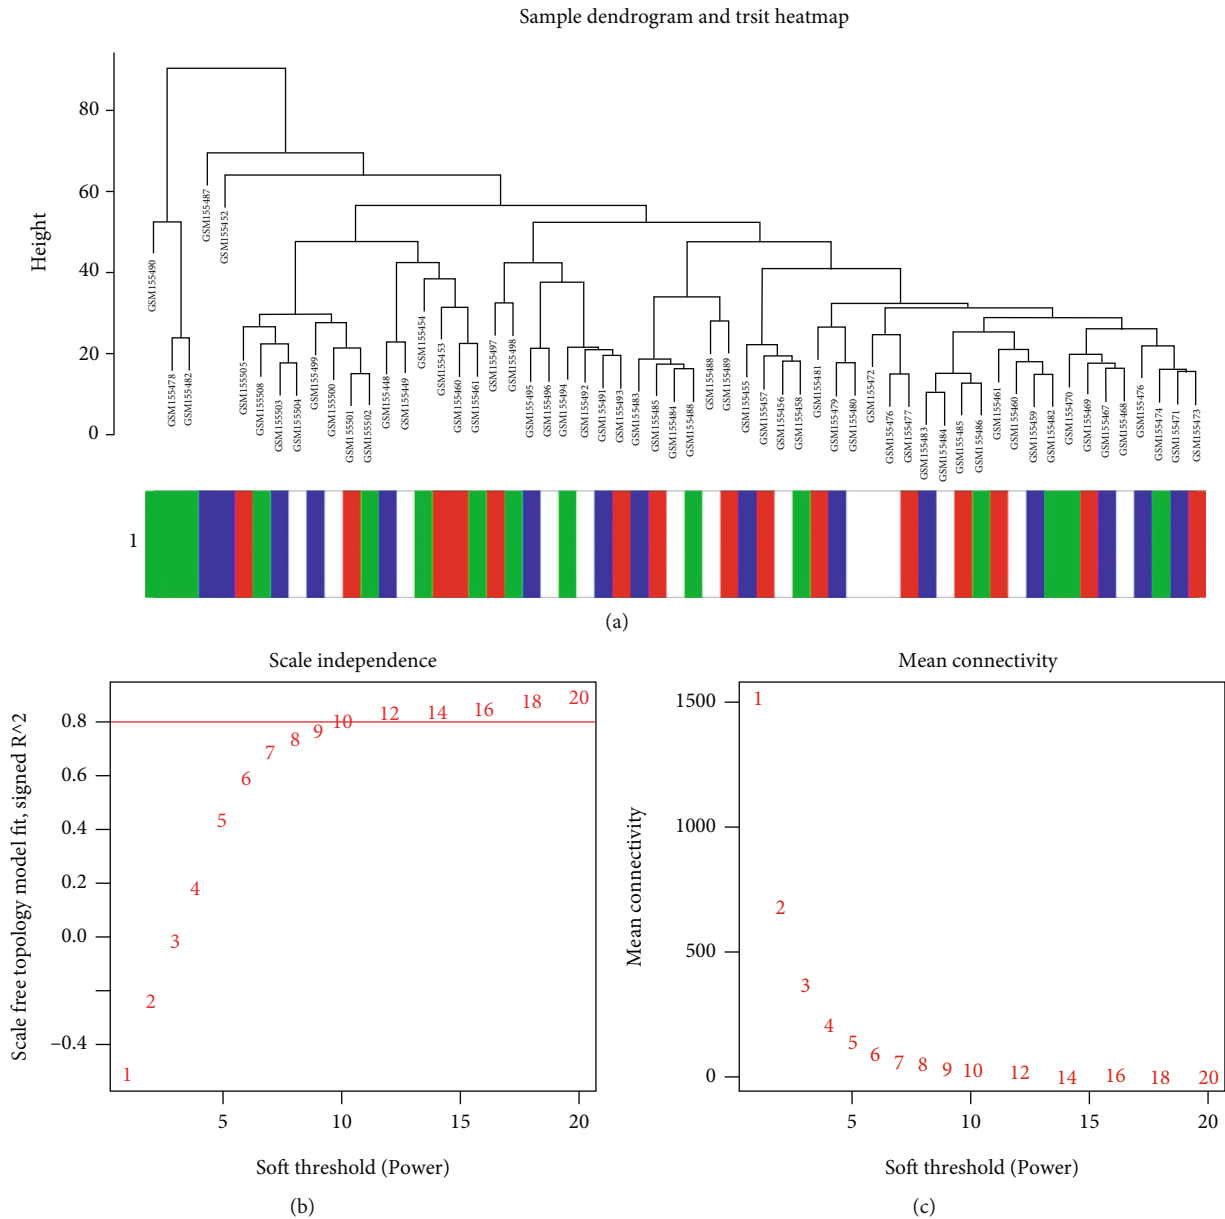 Sample dendrogram and trsit heatmap
Height
80
60
40
20
0
GSM155490
GSM155478
GSM155482
GSM155487
GSM155452
GSM155505
GSM155508
GSM155503
GSM155504
GSM155499
GSM155500
GSM155501
GSM155502
GSM155448
GSM155449
GSM155454
GSM155453
GSM155460
GSM155461
GSM155497
GSM155498
GSM155495
GSM155496
GSM155494
GSM155492
GSM155491
GSM155493
GSM155483
GSM155485
GSM155484
GSM155488
GSM155488
GSM155489
GSM155455
GSM155457
GSM155456
GSM155458
GSM155481
GSM155479
GSM155480
GSM155472
GSM155476
GSM155477
GSM155483
GSM155484
GSM155485
GSM155486
GSM155461
GSM155460
GSM155459
GSM155482
GSM155470
GSM155469
GSM155467
GSM155468
GSM155476
GSM155474
GSM155471
GSM155473
1
(a)
Scale independence
Scale free topology model fit, signed R^2
0.8
0.6
0.4
0.2
0.0
−0.4
1
2
3
4
5
6
7
8
9
10
12
14
16
18
20
5
10
15
20
Soft threshold (Power)
(b)
Mean connectivity
Mean connectivity
1500
1000
500
0
1
2
3
4
5
6
7
8
9
10
12
14
16
18
20
5
10
15
20
Soft threshold (Power)
(c)